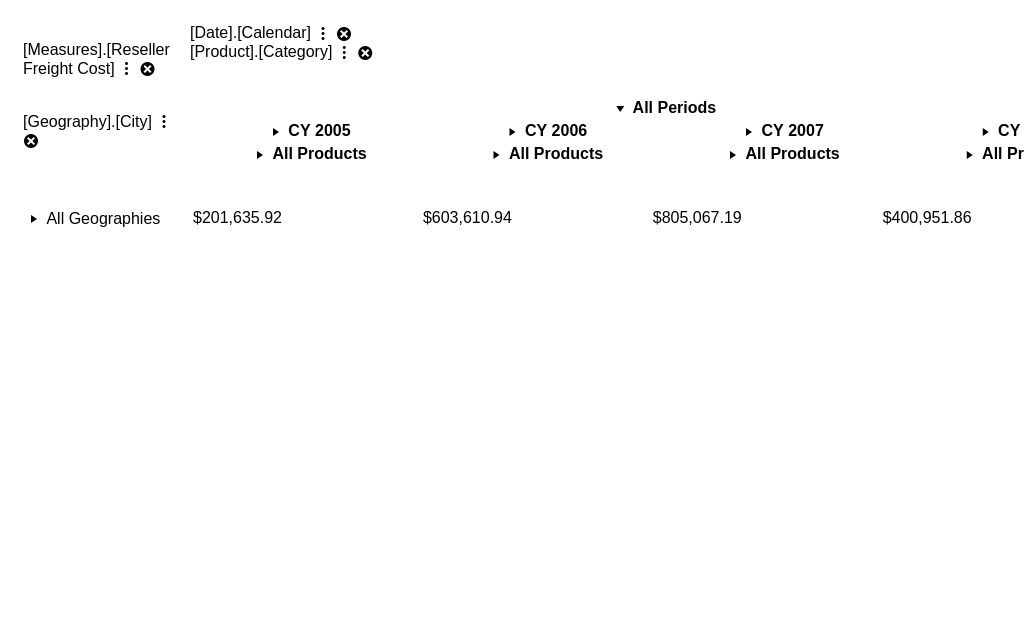 [Date].[Calendar]
[Product].[Category]
[Measures].[Reseller
Freight Cost]
[Geography].[City]
All Periods
CY 2005 CY 2006 CY 2007 CY
All Products All Products All Products All Pr
All Geographies $201,635.92 $603,610.94 $805,067.19 $400,951.86